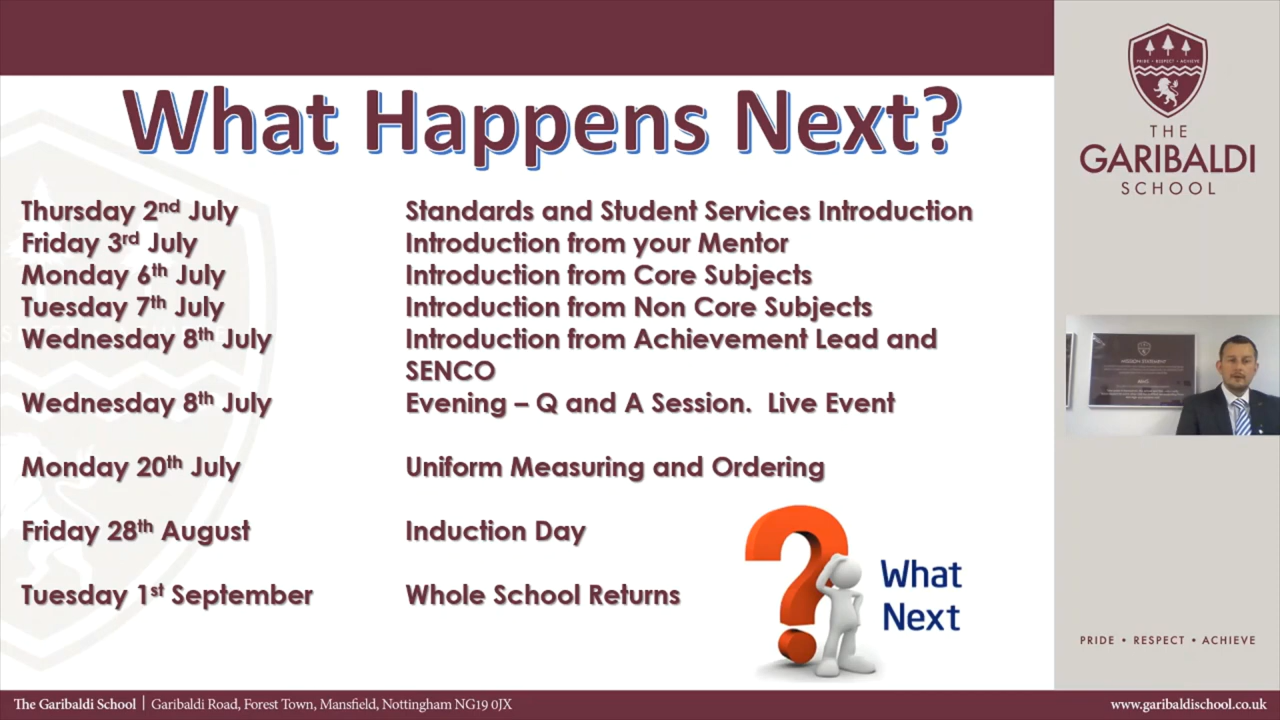 What Happens Next?
Thursday 2nd July Standards and Student Services Introduction
Friday 3rd July Introduction from your Mentor
Monday 6th July Introduction from Core Subjects
Tuesday 7th July Introduction from Non Core Subjects
Wednesday 8th July Introduction from Achievement Lead and
SENCO
Wednesday 8th July Evening – Q and A Session. Live Event
Monday 20th July Uniform Measuring and Ordering
Friday 28th August Induction Day
Tuesday 1st September Whole School Returns
What
Next
PRIDE • RESPECT • ACHIEVE
THE
GARIBALDI
SCHOOL
MISSION STATEMENT
PRIDE • RESPECT • ACHIEVE
The Garibaldi School | Garibaldi Road, Forest Town, Mansfield, Nottingham NG19 0JX
www.garibaldischool.co.uk